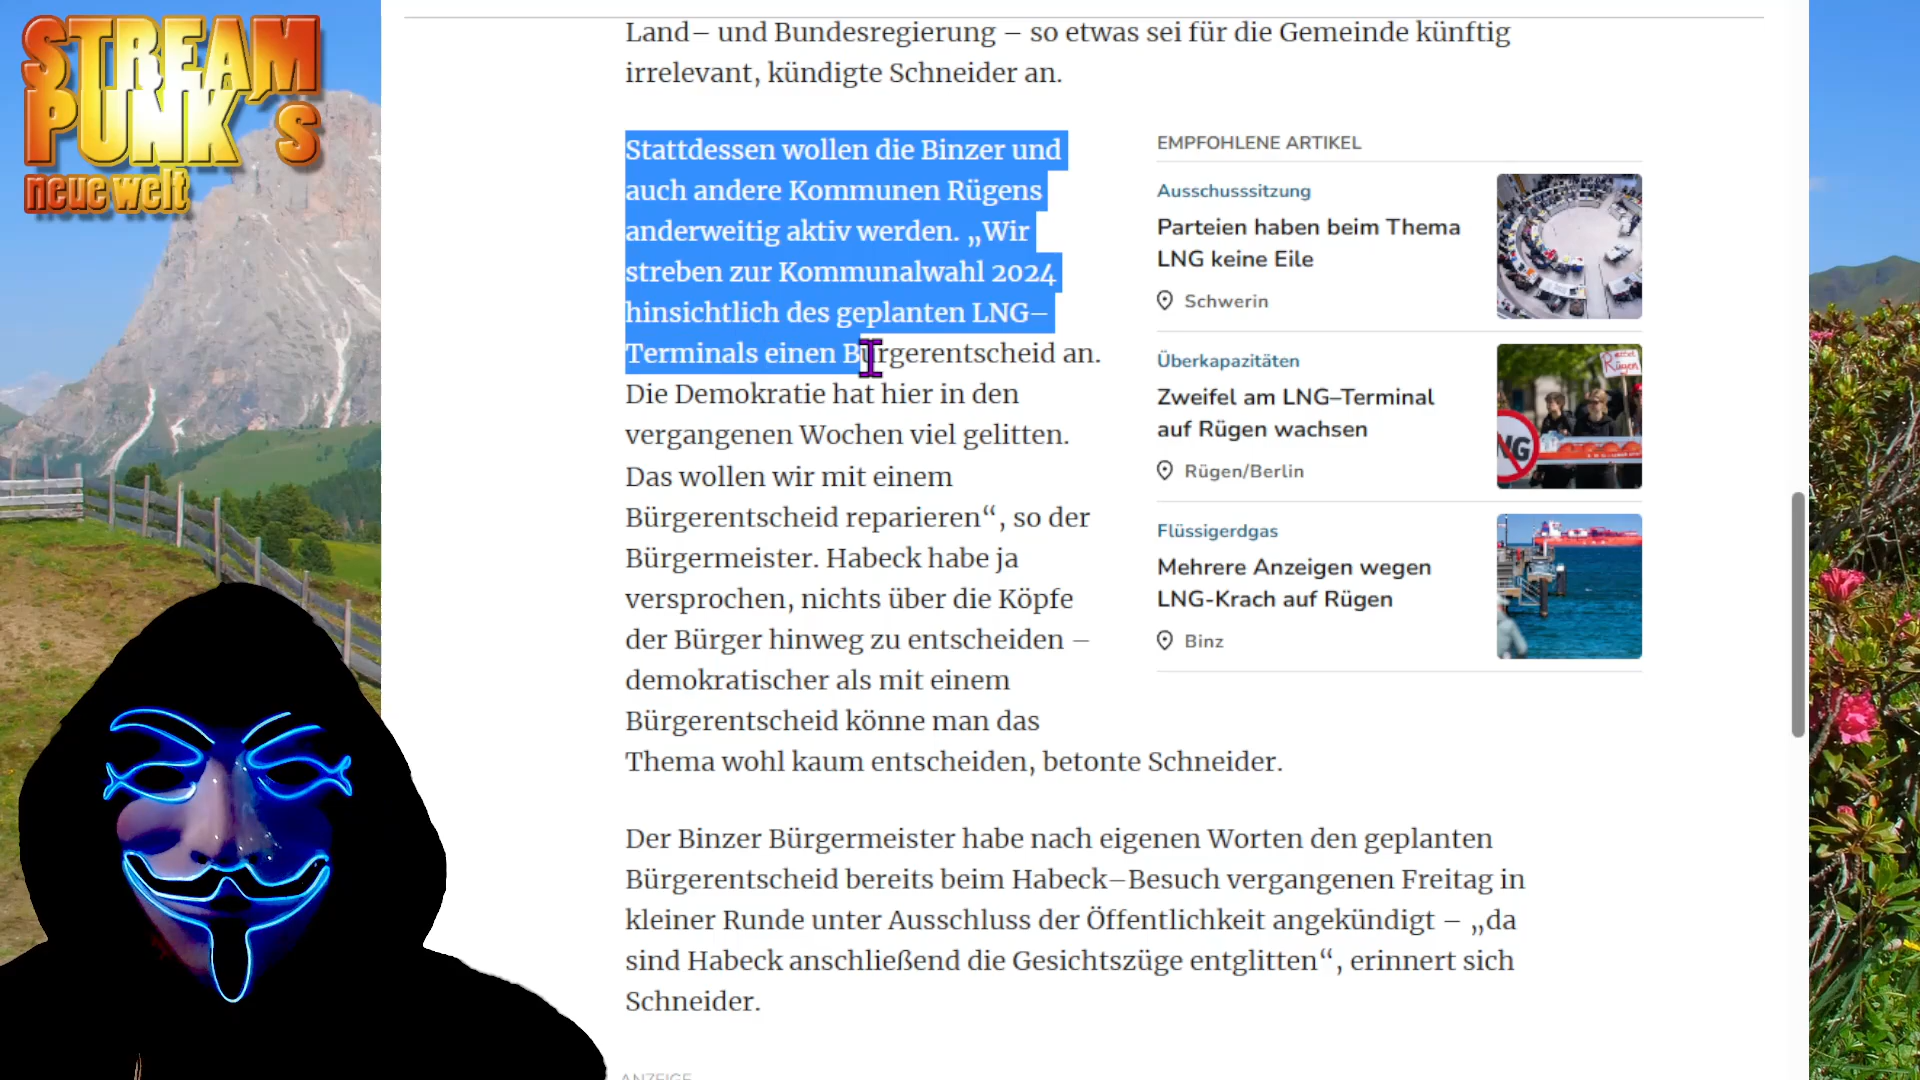 STREAM
PUNK´s
neue welt
Land– und Bundesregierung – so etwas sei für die Gemeinde künftig
irrelevant, kündigte Schneider an.
Stattdessen wollen die Binzer und
auch andere Kommunen Rügens
anderweitig aktiv werden. „Wir
streben zur Kommunalwahl 2024
hinsichtlich des geplanten LNG–
Terminals einen Bürgerentscheid an.
Die Demokratie hat hier in den
vergangenen Wochen viel gelitten.
Das wollen wir mit einem
Bürgerentscheid reparieren“, so der
Bürgermeister. Habeck habe ja
versprochen, nichts über die Köpfe
der Bürger hinweg zu entscheiden –
demokratischer als mit einem
Bürgerentscheid könne man das
Thema wohl kaum entscheiden, betonte Schneider.
Der Binzer Bürgermeister habe nach eigenen Worten den geplanten
Bürgerentscheid bereits beim Habeck–Besuch vergangenen Freitag in
kleiner Runde unter Ausschluss der Öffentlichkeit angekündigt – „da
sind Habeck anschließend die Gesichtszüge entglitten“, erinnert sich
Schneider.
ANZEIGE
EMPFOHLENE ARTIKEL
Ausschusssitzung
Parteien haben beim Thema
LNG keine Eile
Schwerin
Überkapazitäten
Zweifel am LNG–Terminal
auf Rügen wachsen
Rügen/Berlin
Rügen
NG
Flüssigerdgas
Mehrere Anzeigen wegen
LNG-Krach auf Rügen
Binz